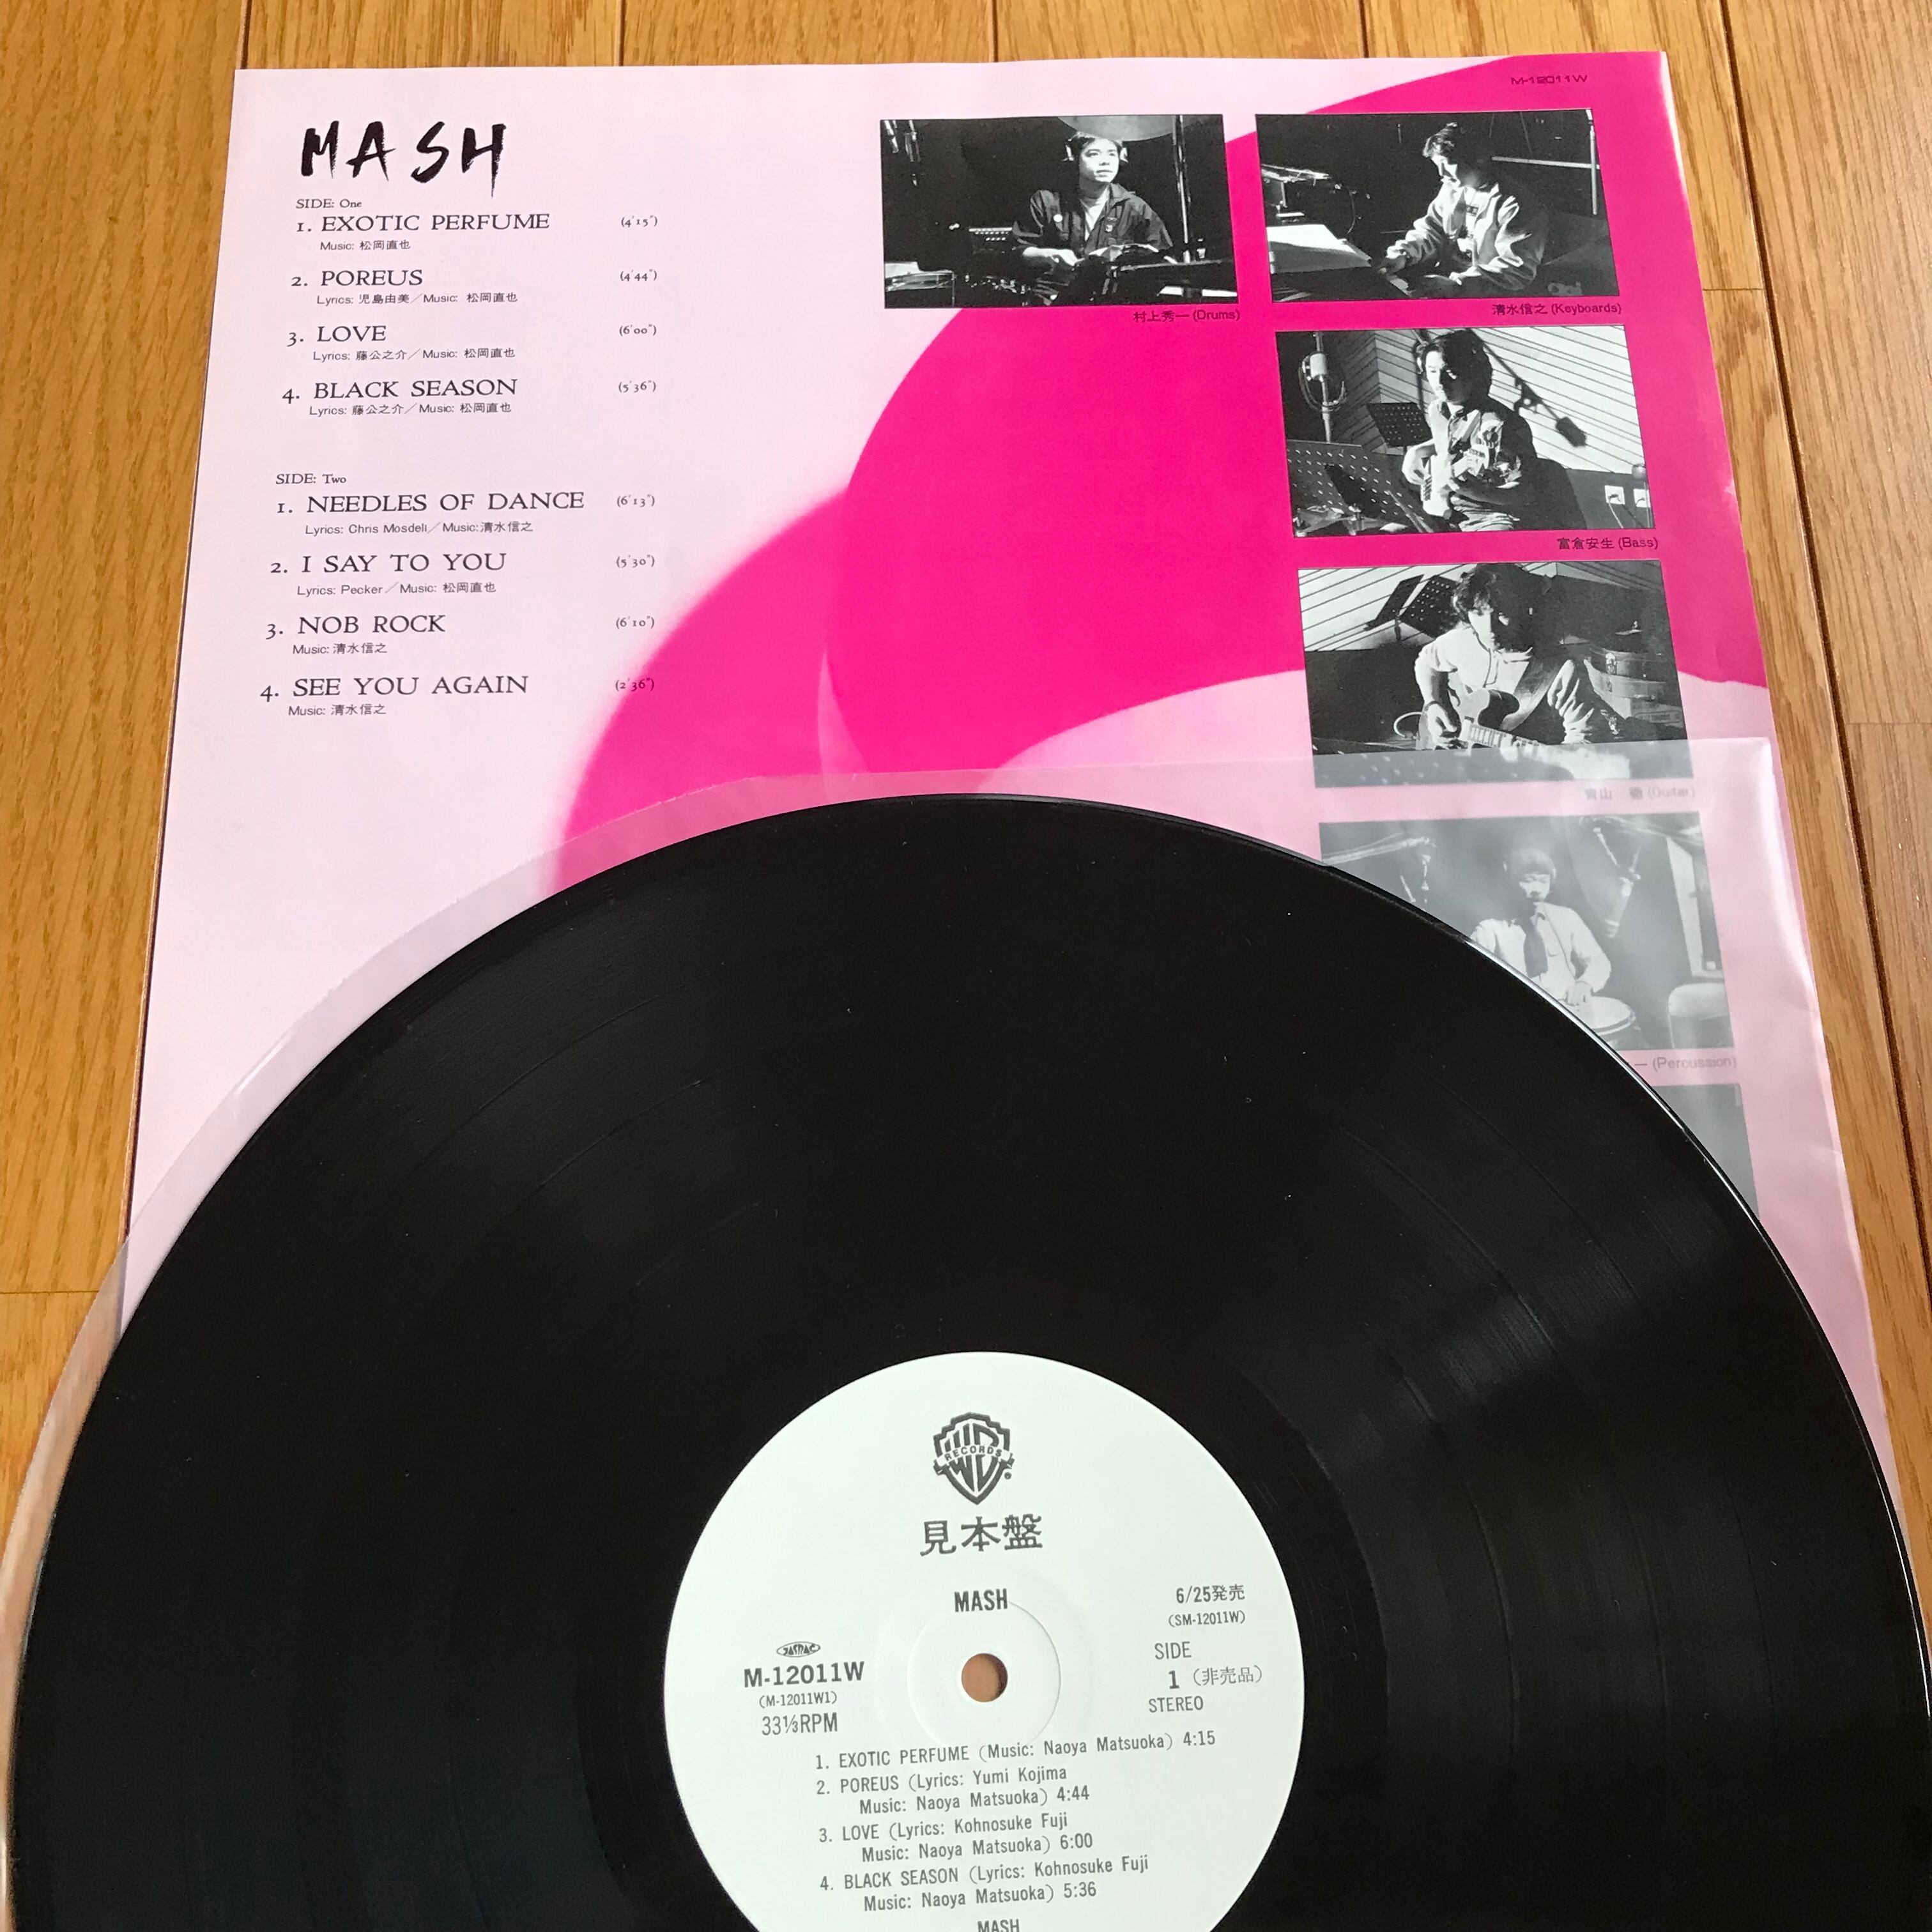 M-12011W
MASH
SIDE: One
1. EXOTIC PERFUME (4'15")
Music: 松岡直也
2. POREUS (4'44")
Lyrics: 児島由美／Music: 松岡直也
3. LOVE (6'00")
Lyrics: 藤公之介／Music: 松岡直也
4. BLACK SEASON (5'36")
Lyrics: 藤公之介／Music: 松岡直也
SIDE: Two
1. NEEDLES OF DANCE (6'13")
Lyrics: Chris Mosdell／Music:清水信之
2. I SAY TO YOU (5'30")
Lyrics: Pecker／Music: 松岡直也
3. NOB ROCK (6'10")
Music: 清水信之
4. SEE YOU AGAIN (2'36")
Music: 清水信之
村上秀一(Drums)
清水信之(Keyboards)
富倉安生(Bass)
青山 徹(Guitar)
一(Percussion)
RECORDS
見本盤
MASH
6/25発売
(SM-12011W)
JASRAC
M-12011W
(M-12011W1)
33⅓RPM
SIDE
1 (非売品)
STEREO
1. EXOTIC PERFUME (Music: Naoya Matsuoka) 4:15
2. POREUS (Lyrics: Yumi Kojima
Music: Naoya Matsuoka) 4:44
3. LOVE (Lyrics: Kohnosuke Fuji
Music: Naoya Matsuoka) 6:00
4. BLACK SEASON (Lyrics: Kohnosuke Fuji
Music: Naoya Matsuoka) 5:36
MASH